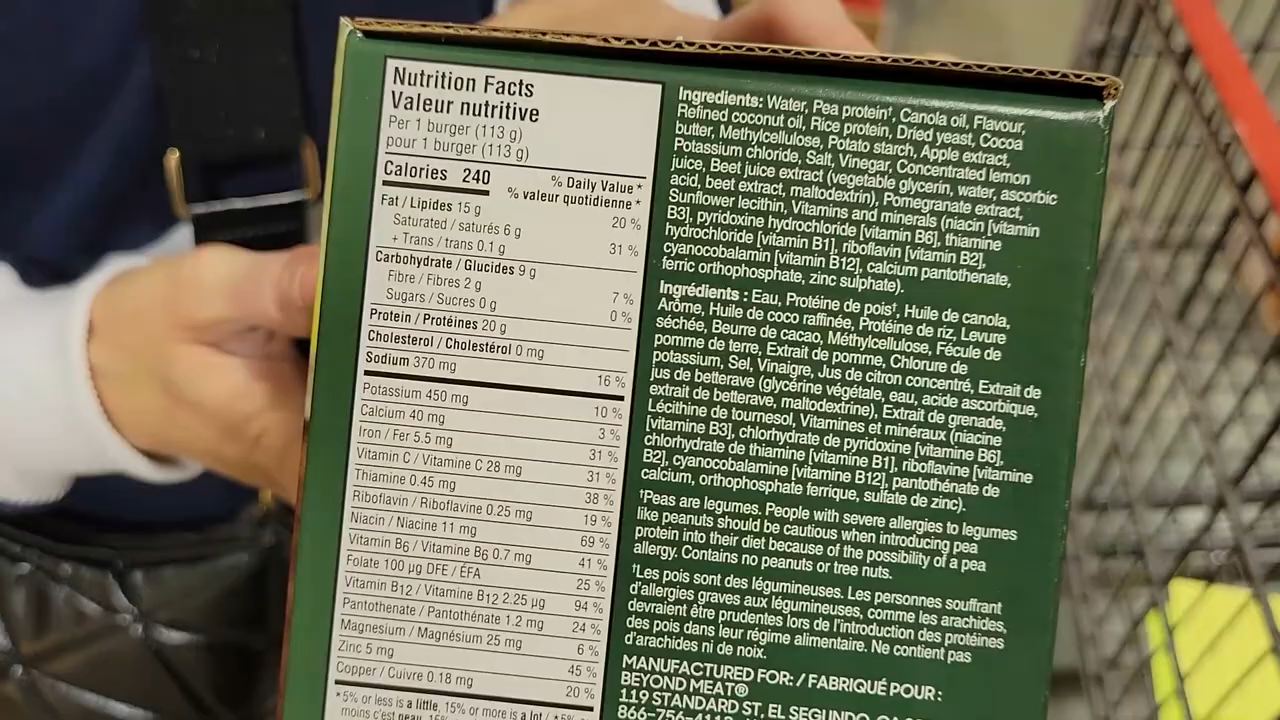 Nutrition Facts
Valeur nutritive
Per 1 burger (113 g)
pour 1 burger (113 g)
Calories 240
% Daily Value*
% valeur quotidienne*
Fat / Lipides 15 g 20 %
Saturated / saturés 6 g
+ Trans / trans 0.1 g 31 %
Carbohydrate / Glucides 9 g
Fibre / Fibres 2 g 7 %
Sugars / Sucres 0 g 0 %
Protein / Protéines 20 g
Cholesterol / Cholestérol 0 mg
Sodium 370 mg 16 %
Potassium 450 mg 10 %
Calcium 40 mg 3 %
Iron / Fer 5.5 mg 31 %
Vitamin C / Vitamine C 28 mg 31 %
Thiamine 0.45 mg 38 %
Riboflavin / Riboflavine 0.25 mg 19 %
Niacin / Niacine 11 mg 69 %
Vitamin B6 / Vitamine B6 0.7 mg 41 %
Folate 100 µg DFE / ÉFA 25 %
Vitamin B12 / Vitamine B12 2.25 µg 94 %
Pantothenate / Pantothénate 1.2 mg 24 %
Magnesium / Magnésium 25 mg 6 %
Zinc 5 mg 45 %
Copper / Cuivre 0.18 mg 20 %
*5% or less is a little, 15% or more is a lot / *5%
moins c'est peu, 15%
Ingredients: Water, Pea protein†, Canola oil, Flavour,
Refined coconut oil, Rice protein, Dried yeast, Cocoa
butter, Methylcellulose, Potato starch, Apple extract,
Potassium chloride, Salt, Vinegar, Concentrated lemon
juice, Beet juice extract (vegetable glycerin, water, ascorbic
acid, beet extract, maltodextrin), Pomegranate extract,
Sunflower lecithin, Vitamins and minerals (niacin [vitamin
B3], pyridoxine hydrochloride [vitamin B6], thiamine
hydrochloride [vitamin B1], riboflavin [vitamin B2],
cyanocobalamin [vitamin B12], calcium pantothenate,
ferric orthophosphate, zinc sulphate).
Ingrédients : Eau, Protéine de pois†, Huile de canola,
Arôme, Huile de coco raffinée, Protéine de riz, Levure
séchée, Beurre de cacao, Méthylcellulose, Fécule de
pomme de terre, Extrait de pomme, Chlorure de
potassium, Sel, Vinaigre, Jus de citron concentré, Extrait de
jus de betterave (glycérine végétale, eau, acide ascorbique,
extrait de betterave, maltodextrine), Extrait de grenade,
Lécithine de tournesol, Vitamines et minéraux (niacine
[vitamine B3], chlorhydrate de pyridoxine [vitamine B6],
chlorhydrate de thiamine [vitamine B1], riboflavine [vitamine
B2], cyanocobalamine [vitamine B12], pantothénate de
calcium, orthophosphate ferrique, sulfate de zinc).
†Peas are legumes. People with severe allergies to legumes
like peanuts should be cautious when introducing pea
protein into their diet because of the possibility of a pea
allergy. Contains no peanuts or tree nuts.
†Les pois sont des légumineuses. Les personnes souffrant
d'allergies graves aux légumineuses, comme les arachides,
devraient être prudentes lors de l'introduction des protéines
des pois dans leur régime alimentaire. Ne contient pas
d'arachides ni de noix.
MANUFACTURED FOR: / FABRIQUÉ POUR :
BEYOND MEAT®
119 STANDARD ST, EL SEGUNDO, CA
866-756-4112